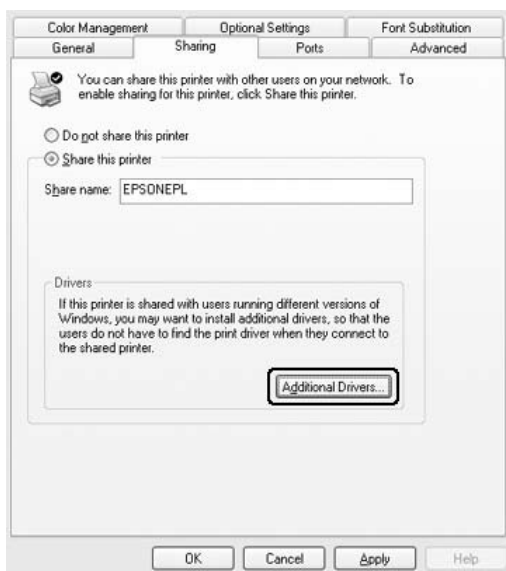 Color Management Optional Settings Font Substitution
General Sharing Ports Advanced
You can share this printer with other users on your network. To
enable sharing for this printer, click Share this printer.
Do not share this printer
Share this printer
Share name: EPSONEPL
Drivers
If this printer is shared with users running different versions of
Windows, you may want to install additional drivers, so that the
users do not have to find the print driver when they connect to
the shared printer.
Additional Drivers...
OK Cancel Apply Help